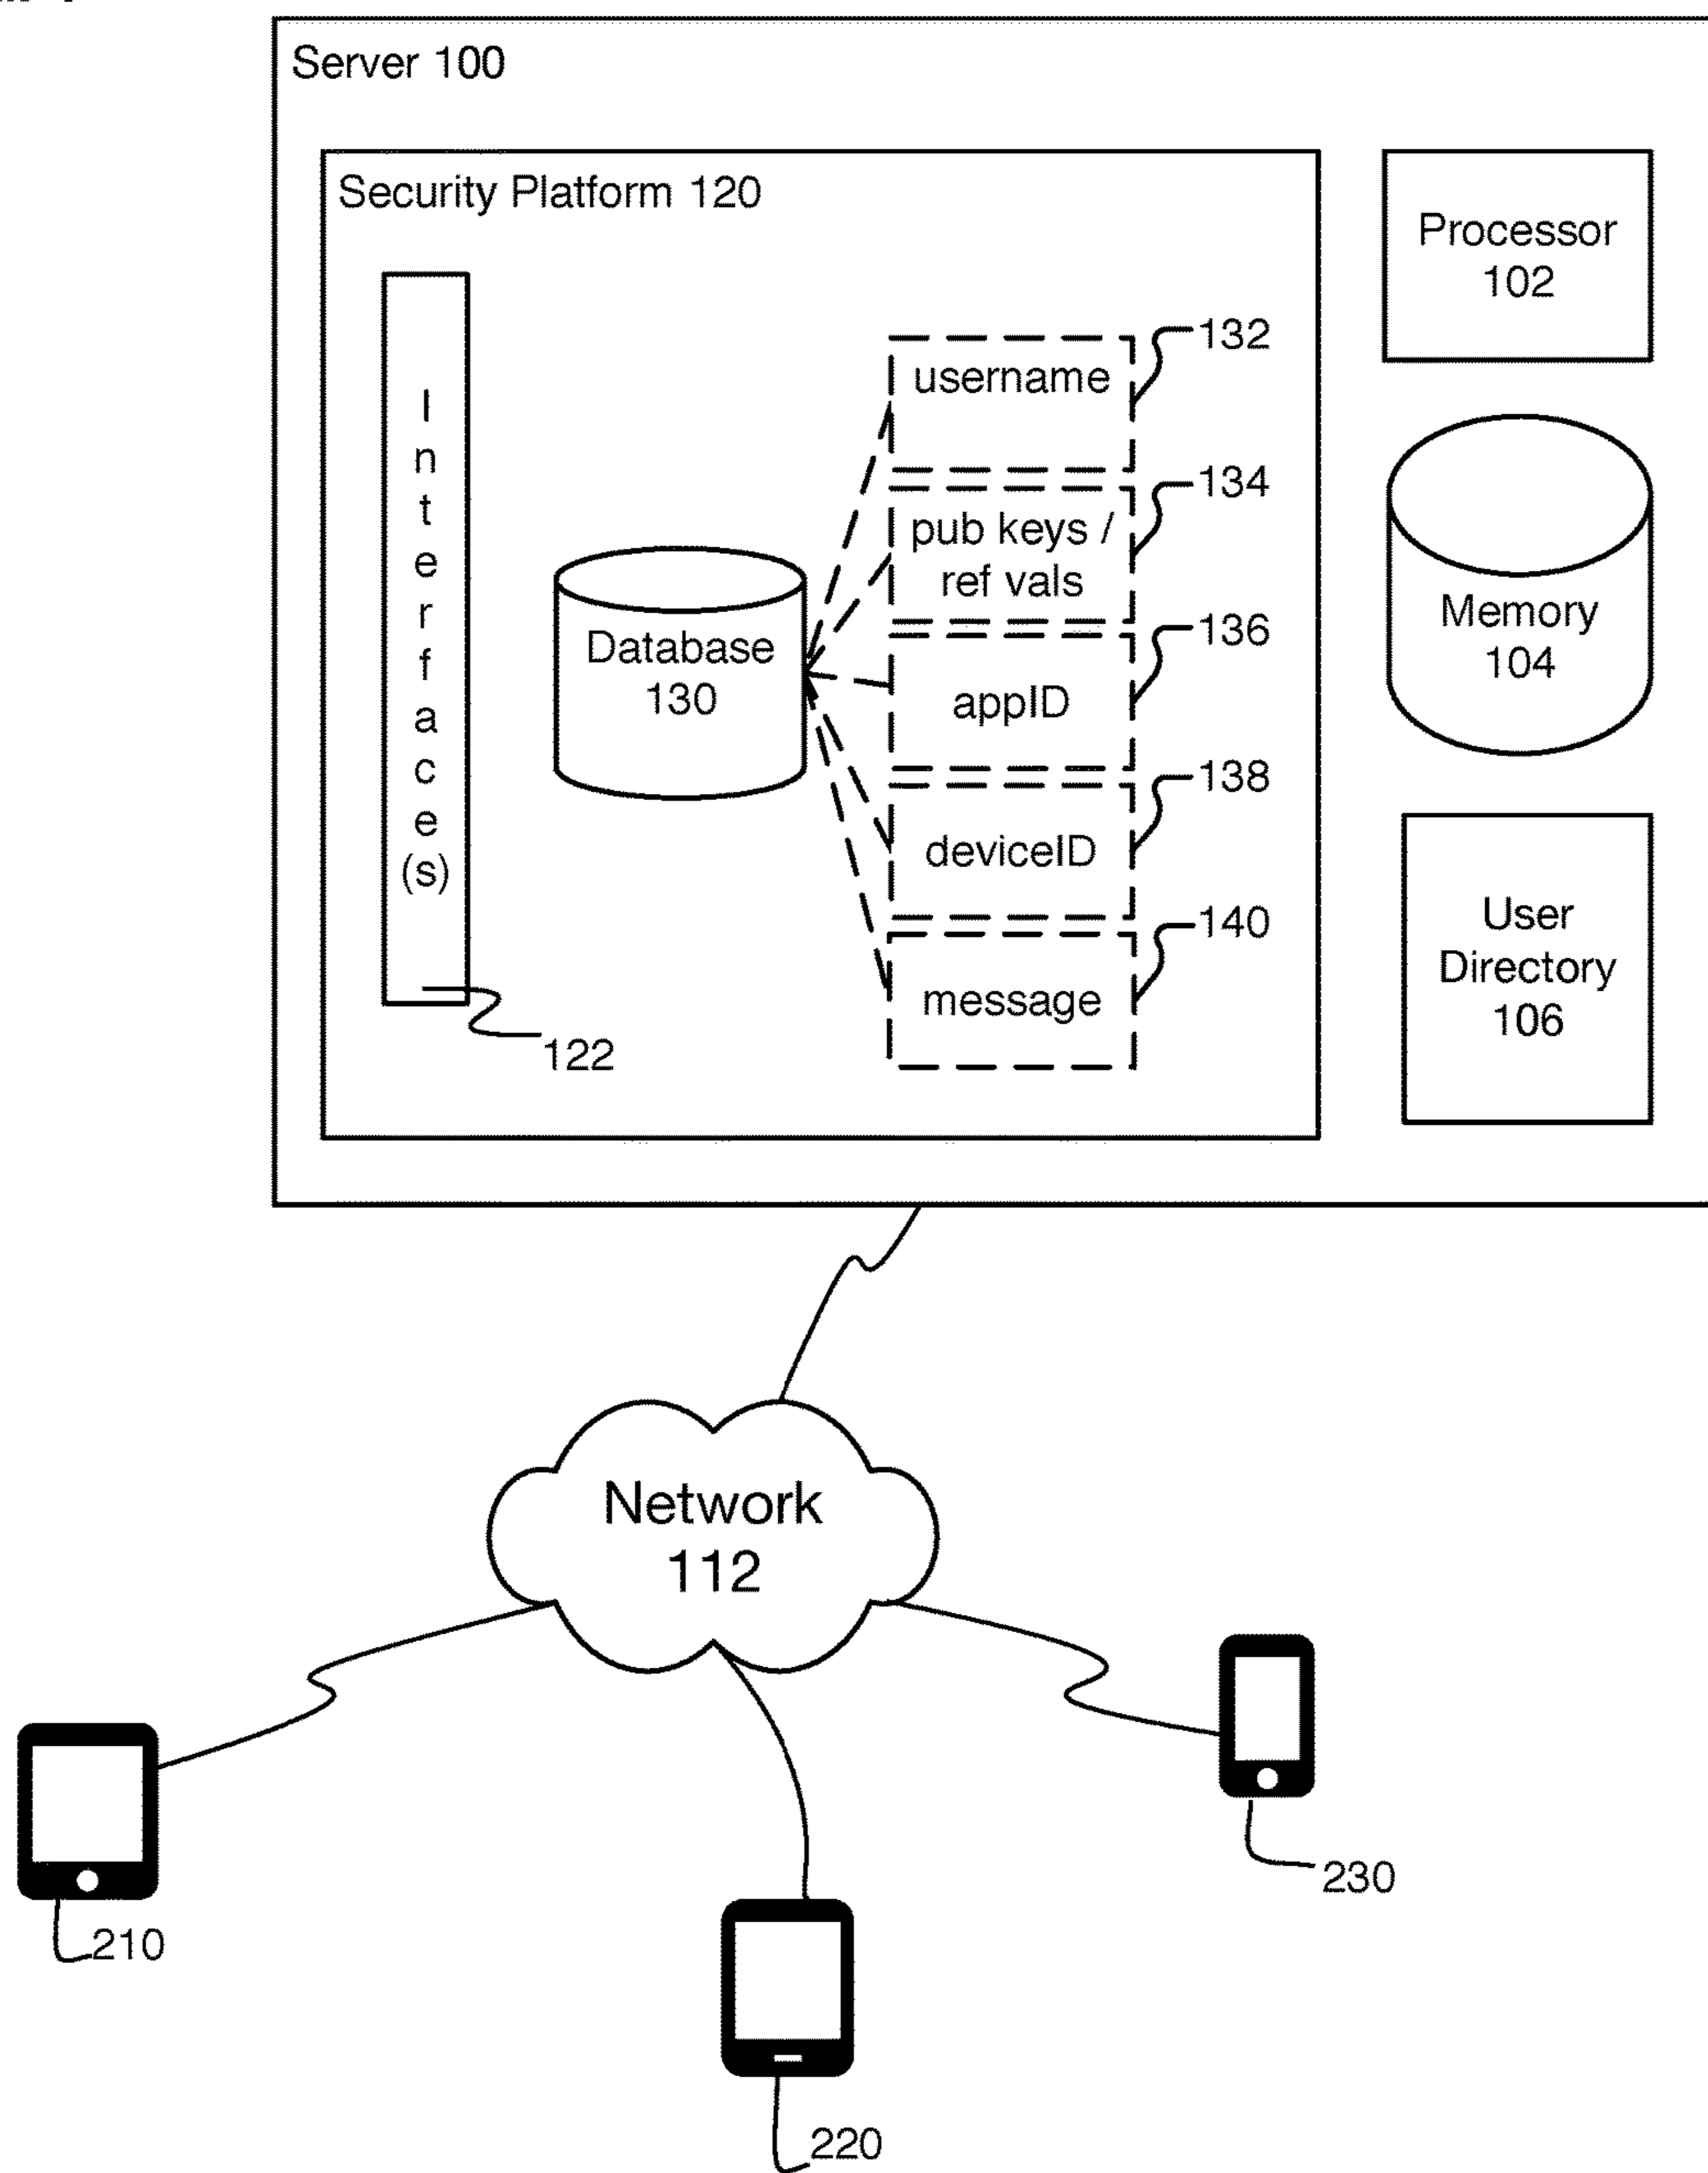 Server 100
Security Platform 120
Interface(s)
122
Database
130
username
132
pub keys /
ref vals
134
appID
136
deviceID
138
message
140
Processor
102
Memory
104
User
Directory
106
Network
112
210
220
230